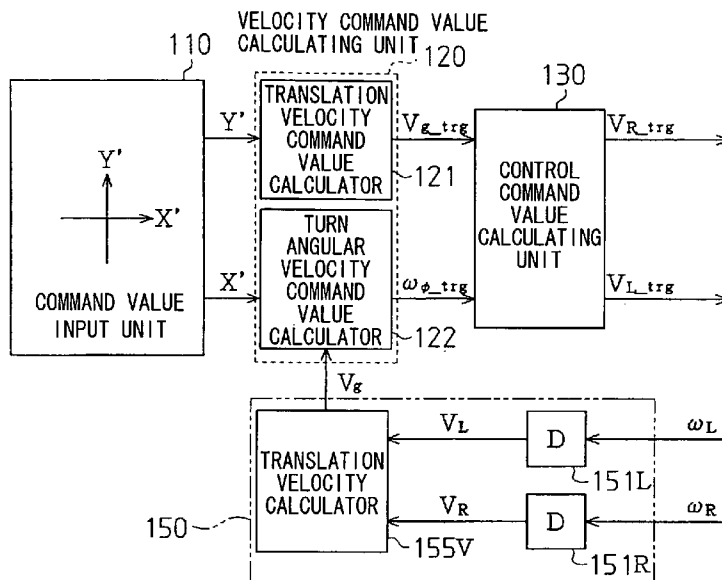 VELOCITY COMMAND VALUE
CALCULATING UNIT
110
120
130
TRANSLATION
VELOCITY
COMMAND
VALUE
CALCULATOR
121
Y'
Vg_trg
VR_trg
Y'
X'
COMMAND VALUE
INPUT UNIT
CONTROL
COMMAND
VALUE
CALCULATING
UNIT
TURN
ANGULAR
VELOCITY
COMMAND
VALUE
CALCULATOR
122
X'
ωφ_trg
VL_trg
Vg
TRANSLATION
VELOCITY
CALCULATOR
VL
D
ωL
151L
VR
D
ωR
150
155V
151R